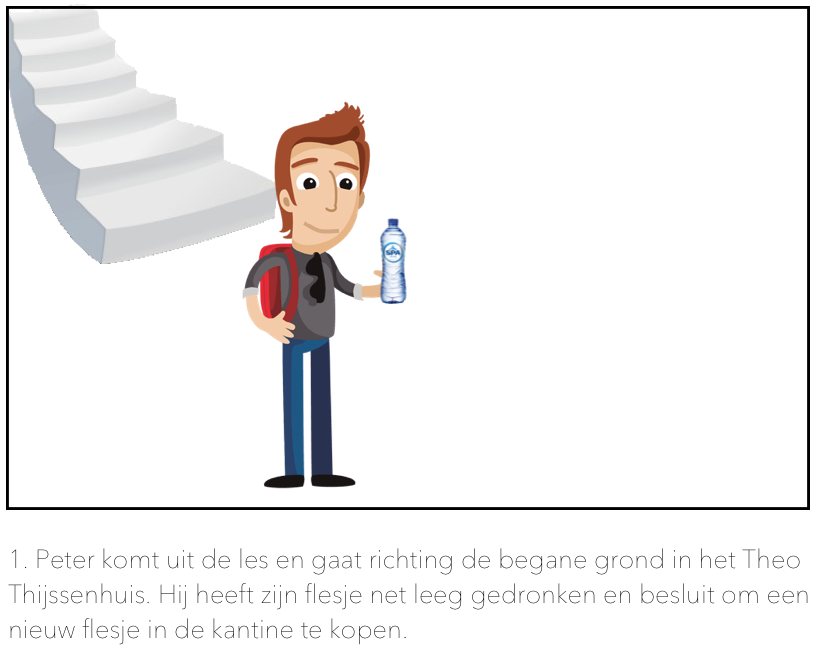 SPA
1. Peter komt uit de les en gaat richting de begane grond in het Theo
Thijssenhuis. Hij heeft zijn flesje net leeg gedronken en besluit om een
nieuw flesje in de kantine te kopen.